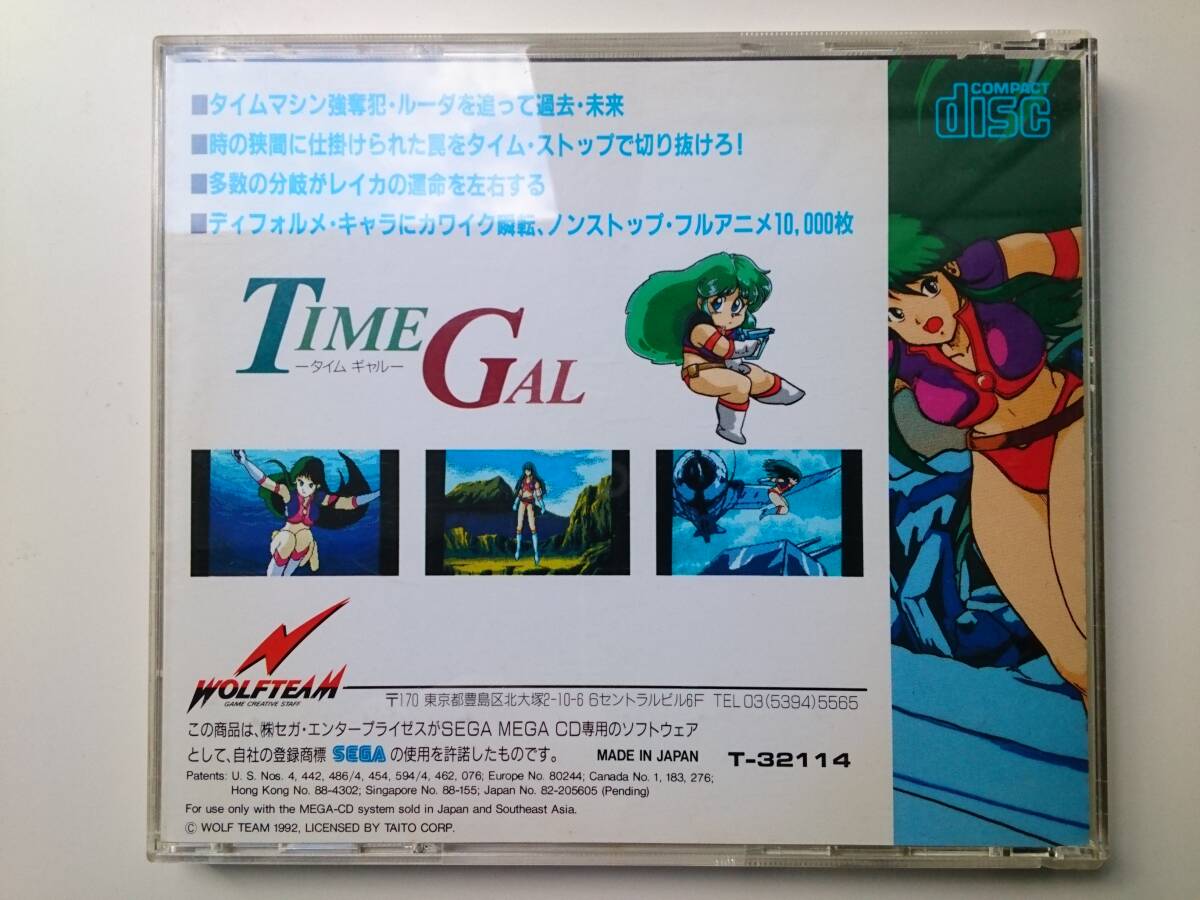 ■タイムマシン強奪犯・ルーダを追って過去・未来
■時の狭間に仕掛けられた罠をタイム・ストップで切り抜けろ!
■多数の分岐がレイカの運命を左右する
■ディフォルメ・キャラにカワイク瞬転、ノンストップ・フルアニメ10,000枚
COMPACT
disc
TIME GAL
-タイム ギャル-
WOLFTEAM
GAME CREATIVE STAFF
〒170 東京都豊島区北大塚2-10-6 6セントラルビル6F TEL 03(5394)5565
この商品は、㈱セガ・エンタープライゼスがSEGA MEGA CD専用のソフトウェア
として、自社の登録商標 SEGA の使用を許諾したものです。 MADE IN JAPAN T-32114
Patents: U. S. Nos. 4, 442, 486/4, 454, 594/4, 462, 076; Europe No. 80244; Canada No. 1, 183, 276;
Hong Kong No. 88-4302; Singapore No. 88-155; Japan No. 82-205605 (Pending)
For use only with the MEGA-CD system sold in Japan and Southeast Asia.
© WOLF TEAM 1992, LICENSED BY TAITO CORP.